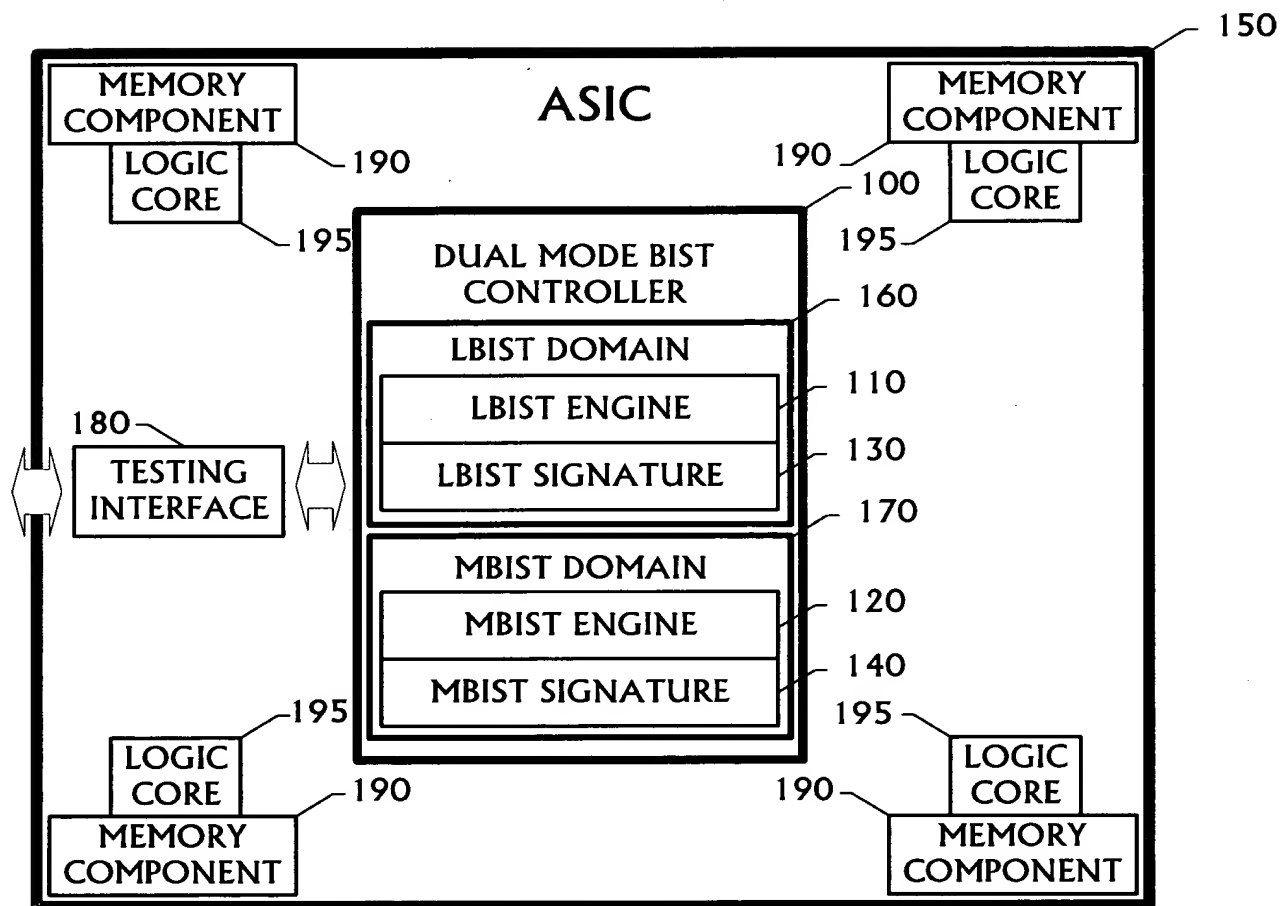 150
MEMORY
COMPONENT
ASIC
MEMORY
COMPONENT
190
190
LOGIC
CORE
LOGIC
CORE
100
195
195
DUAL MODE BIST
CONTROLLER
160
LBIST DOMAIN
LBIST ENGINE
110
180
LBIST SIGNATURE
130
TESTING
INTERFACE
170
MBIST DOMAIN
MBIST ENGINE
120
MBIST SIGNATURE
140
195
195
LOGIC
CORE
LOGIC
CORE
190
190
MEMORY
COMPONENT
MEMORY
COMPONENT